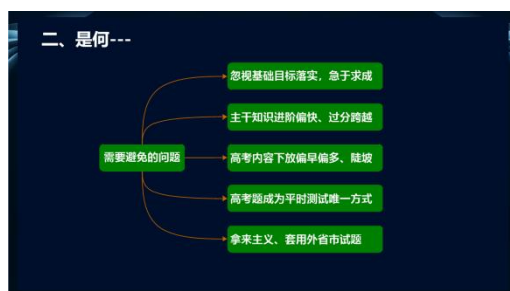 二、是何---
忽视基础目标落实，急于求成
主干知识进阶偏快、过分跨越
需要避免的问题
高考内容下放偏早偏多、陡坡
高考题成为平时测试唯一方式
拿来主义、套用外省市试题